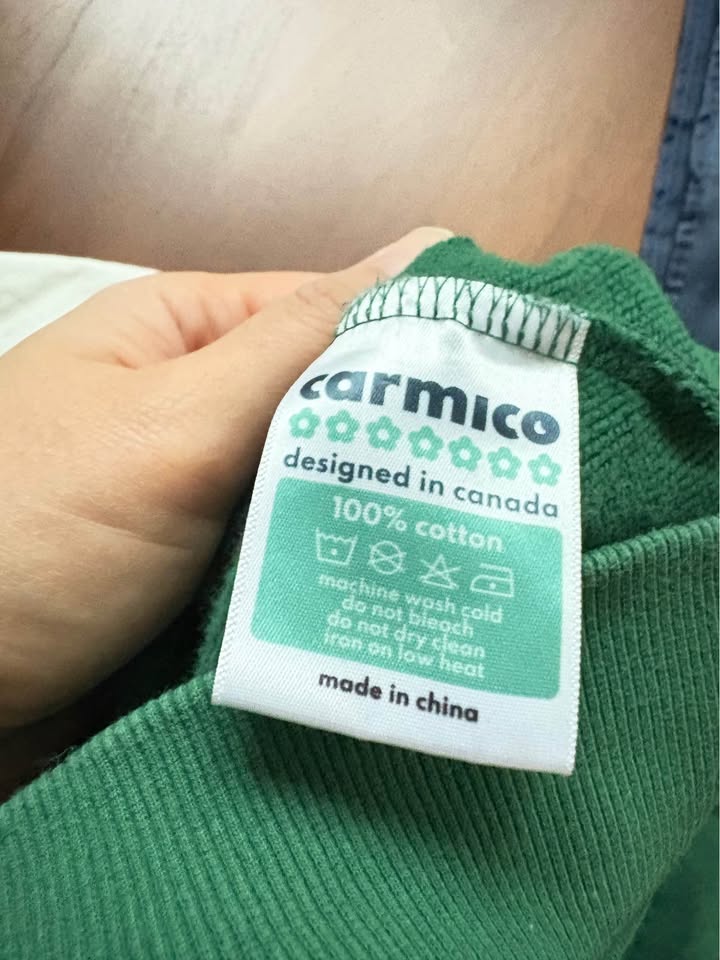 carmico
designed in canada
100% cotton
machine wash cold
do not bleach
do not dry clean
iron on low heat
made in china